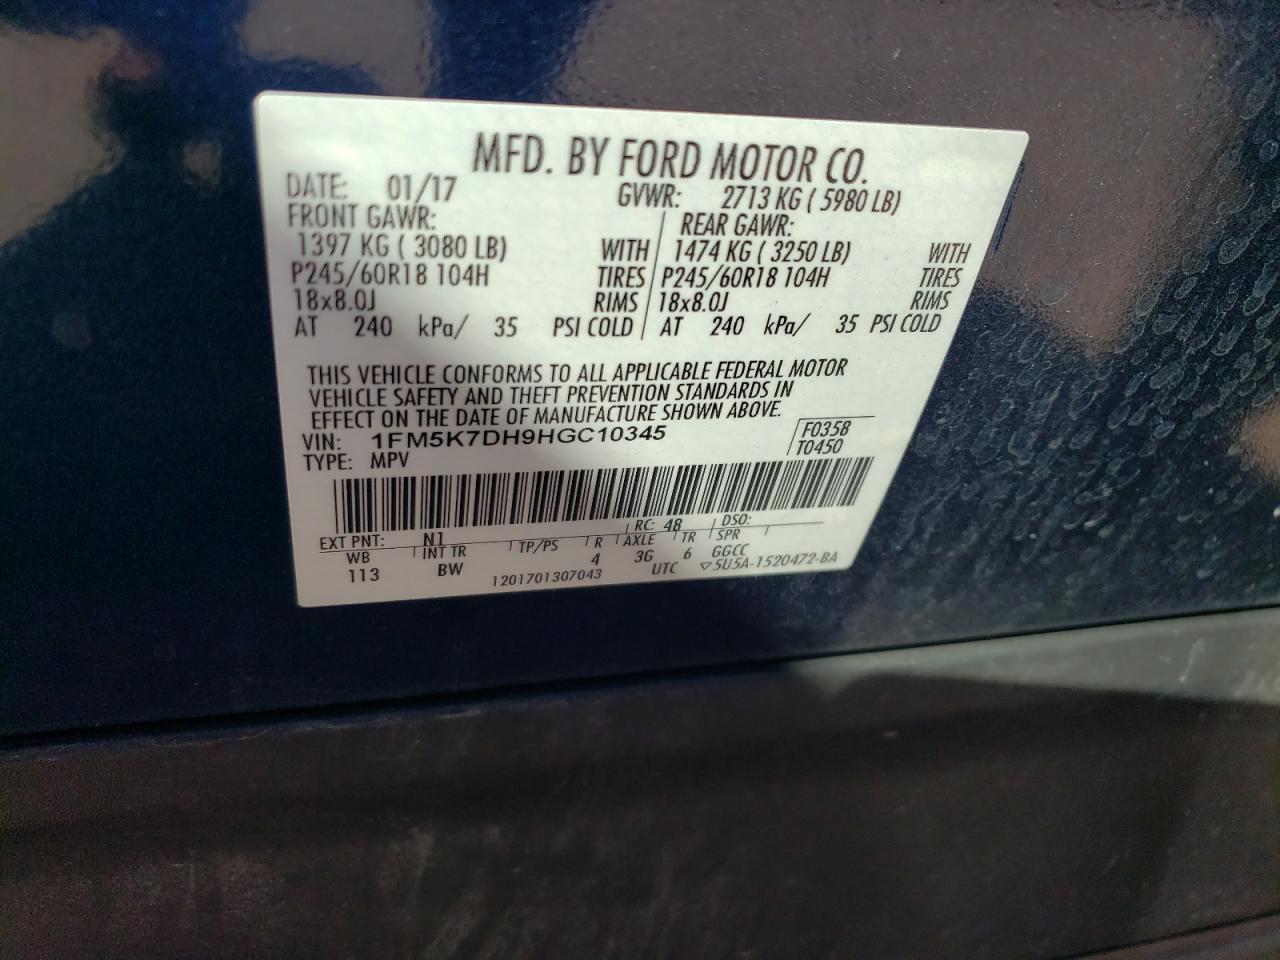 MFD. BY FORD MOTOR CO.
DATE: 01/17 GVWR: 2713 KG ( 5980 LB)
FRONT GAWR: REAR GAWR:
1397 KG ( 3080 LB) WITH 1474 KG ( 3250 LB) WITH
P245/60R18 104H TIRES P245/60R18 104H TIRES
18x8.0J RIMS 18x8.0J RIMS
AT 240 kPa/ 35 PSI COLD AT 240 kPa/ 35 PSI COLD
THIS VEHICLE CONFORMS TO ALL APPLICABLE FEDERAL MOTOR
VEHICLE SAFETY AND THEFT PREVENTION STANDARDS IN
EFFECT ON THE DATE OF MANUFACTURE SHOWN ABOVE.
VIN: 1FM5K7DH9HGC10345 F0358
TYPE: MPV T0450
EXT PNT: N1 RC: 48 DSO:
WB INT TR TP/PS R AXLE TR SPR
113 BW 4 3G 6 GGCC
1201701307043 UTC ▽5U5A-1520472-BA